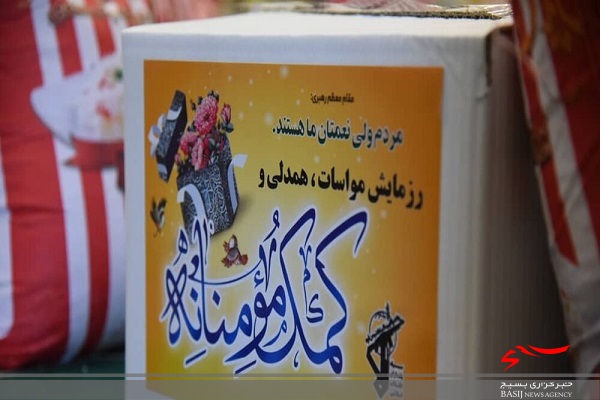 مقام معظم رهبری:
مردم ولی نعمتان ما هستند.
رزمایش مواسات، همدلی و
کمک مؤمنانه
خبرگزاری بسیج
BASIJ NEWS AGENCY